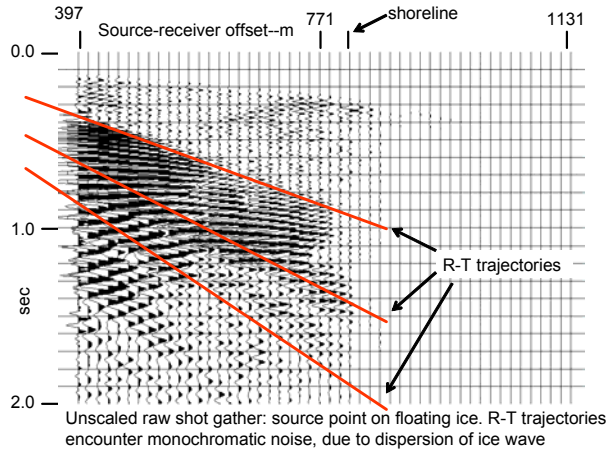 397
771
shoreline
1131
Source-receiver offset--m
0.0
1.0
R-T trajectories
sec
2.0
Unscaled raw shot gather: source point on floating ice. R-T trajectories
encounter monochromatic noise, due to dispersion of ice wave